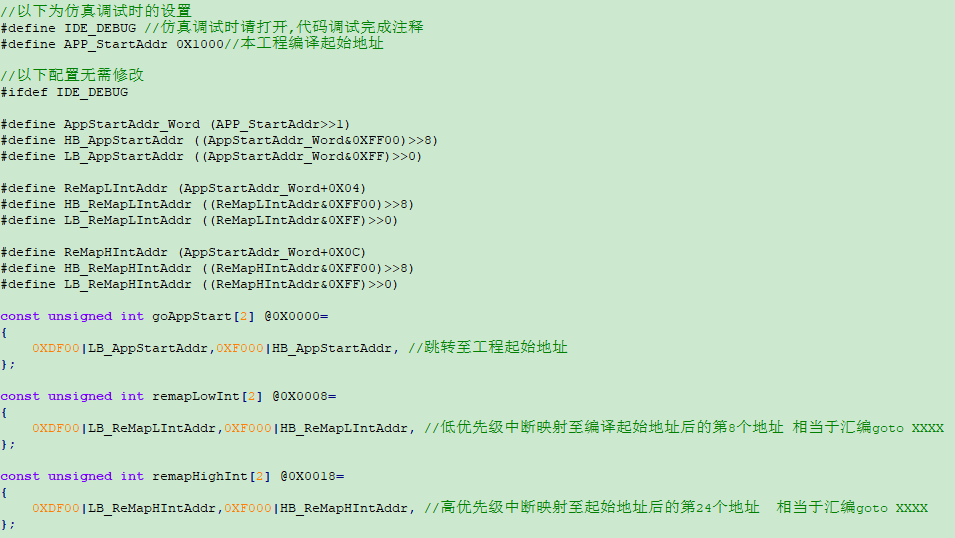 //以下为仿真调试时的设置
#define IDE_DEBUG //仿真调试时请打开,代码调试完成注释
#define APP_StartAddr 0X1000//本工程编译起始地址
//以下配置无需修改
#ifdef IDE_DEBUG
#define AppStartAddr_Word (APP_StartAddr>>1)
#define HB_AppStartAddr ((AppStartAddr_Word&0XFF00)>>8)
#define LB_AppStartAddr ((AppStartAddr_Word&0XFF)>>0)
#define ReMapLIntAddr (AppStartAddr_Word+0X04)
#define HB_ReMapLIntAddr ((ReMapLIntAddr&0XFF00)>>8)
#define LB_ReMapLIntAddr ((ReMapLIntAddr&0XFF)>>0)
#define ReMapHIntAddr (AppStartAddr_Word+0X0C)
#define HB_ReMapHIntAddr ((ReMapHIntAddr&0XFF00)>>8)
#define LB_ReMapHIntAddr ((ReMapHIntAddr&0XFF)>>0)
const unsigned int goAppStart[2] @0X0000=
{
0XDF00|LB_AppStartAddr,0XF000|HB_AppStartAddr, //跳转至工程起始地址
};
const unsigned int remapLowInt[2] @0X0008=
{
0XDF00|LB_ReMapLIntAddr,0XF000|HB_ReMapLIntAddr, //低优先级中断映射至编译起始地址后的第8个地址 相当于汇编goto XXXX
};
const unsigned int remapHighInt[2] @0X0018=
{
0XDF00|LB_ReMapHIntAddr,0XF000|HB_ReMapHIntAddr, //高优先级中断映射至起始地址后的第24个地址 相当于汇编goto XXXX
};